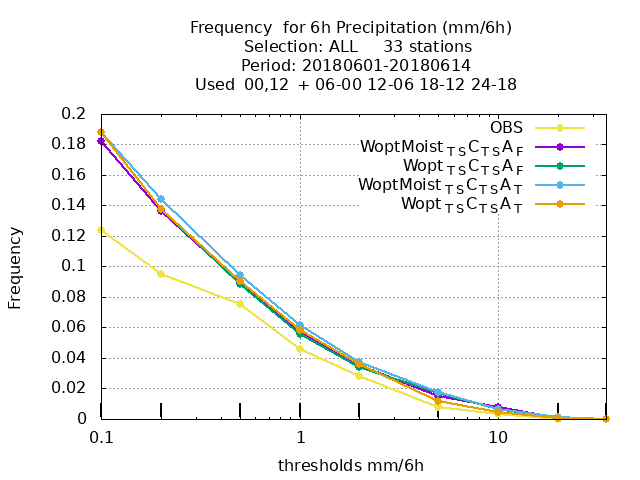 Frequency for 6h Precipitation (mm/6h)
Selection: ALL 33 stations
Period: 20180601-20180614
Used 00,12 + 06-00 12-06 18-12 24-18
OBS
WoptMoist TS C TS A F
Wopt TS C TS A F
WoptMoist TS C TS A T
Wopt TS C TS A T
Frequency
0.2
0.18
0.16
0.14
0.12
0.1
0.08
0.06
0.04
0.02
0
0.1 1 10
thresholds mm/6h